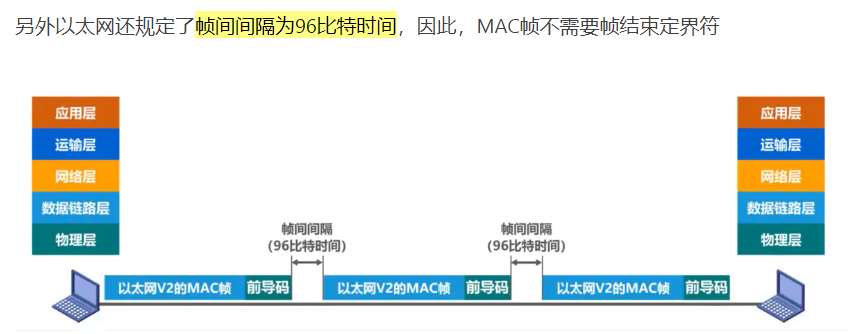 另外以太网还规定了帧间间隔为96比特时间，因此，MAC帧不需要帧结束定界符
应用层
运输层
网络层
数据链路层
物理层
应用层
运输层
网络层
数据链路层
物理层
帧间间隔
(96比特时间)
帧间间隔
(96比特时间)
以太网V2的MAC帧 前导码 以太网V2的MAC帧 前导码 以太网V2的MAC帧 前导码